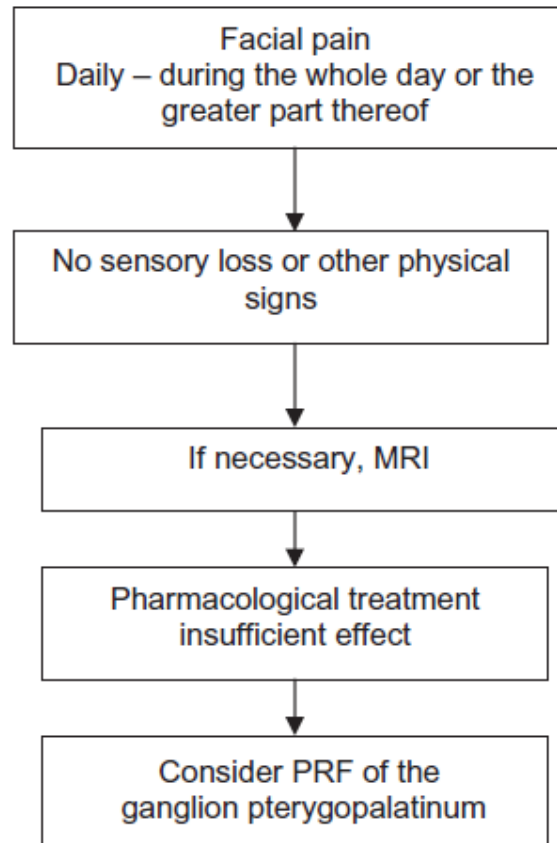 Facial pain
Daily – during the whole day or the
greater part thereof
No sensory loss or other physical
signs
If necessary, MRI
Pharmacological treatment
insufficient effect
Consider PRF of the
ganglion pterygopalatinum